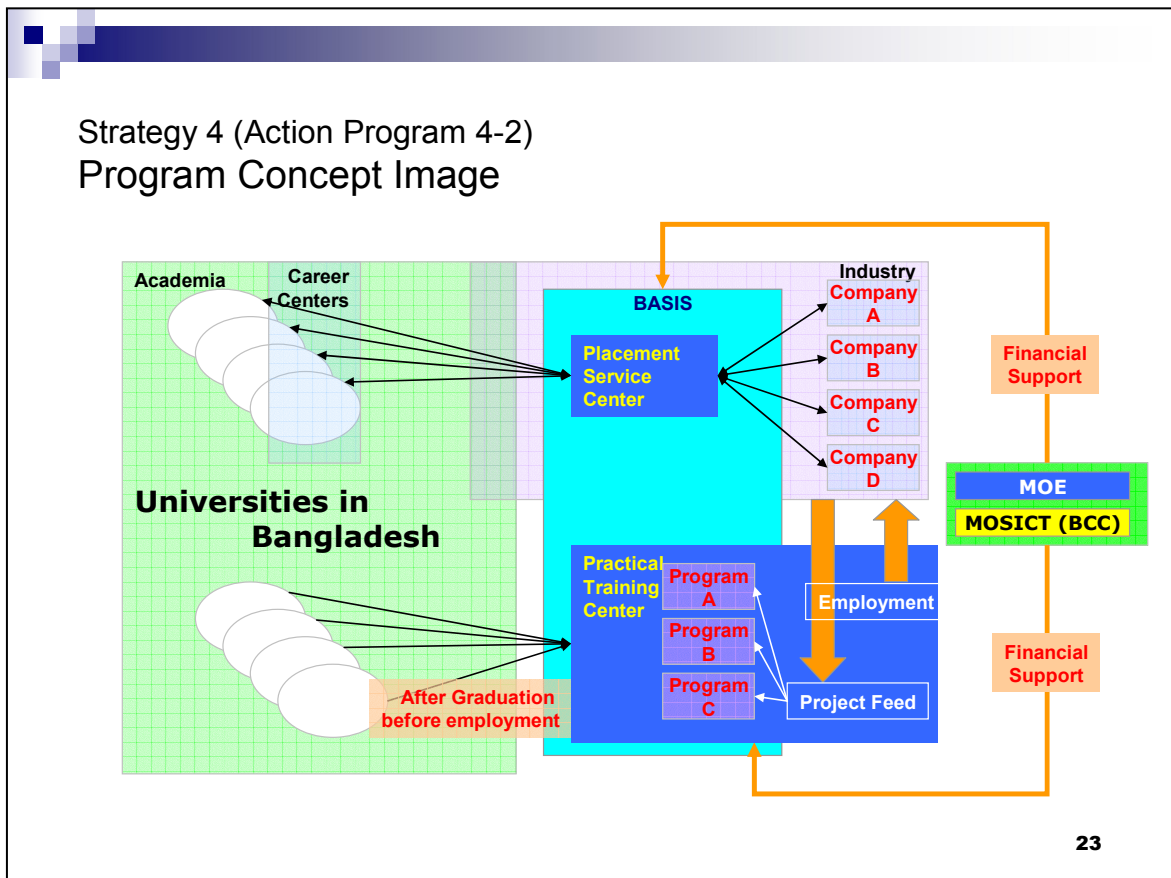 Strategy 4 (Action Program 4-2)
Program Concept Image
Academia
Career
Centers
BASIS
Industry
Company
A
Company
B
Company
C
Company
D
Placement
Service
Center
Financial
Support
MOE
MOSICT (BCC)
Universities in
Bangladesh
Practical
Training
Center
Program
A
Program
B
Program
C
Employment
Project Feed
After Graduation
before employment
Financial
Support
23